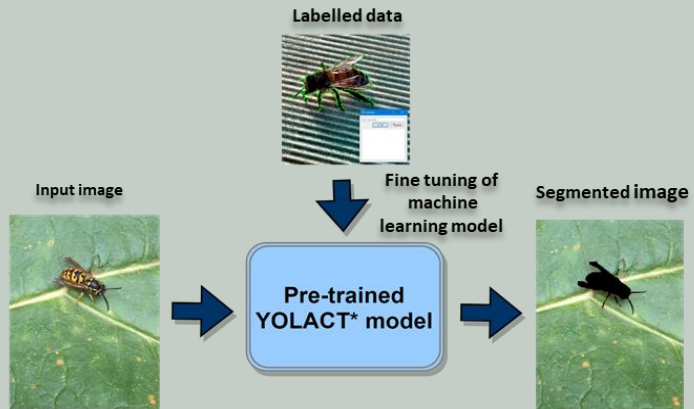 Labelled data
Input image
Fine tuning of
machine
learning model
Segmented image
Pre-trained
YOLACT* model